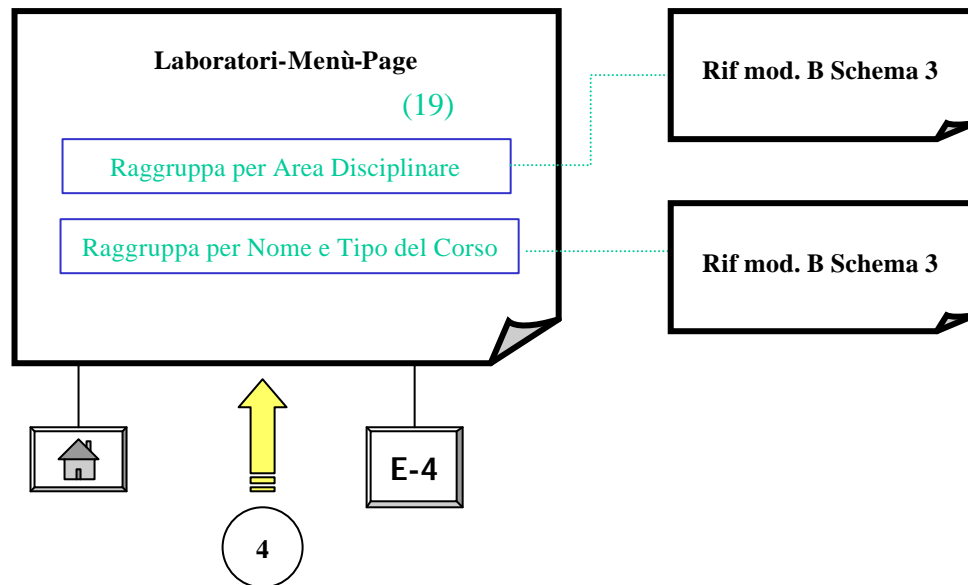 Laboratori-Menù-Page
(19)
Raggruppa per Area Disciplinare
Raggruppa per Nome e Tipo del Corso
Rif mod. B Schema 3
Rif mod. B Schema 3
E-4
4